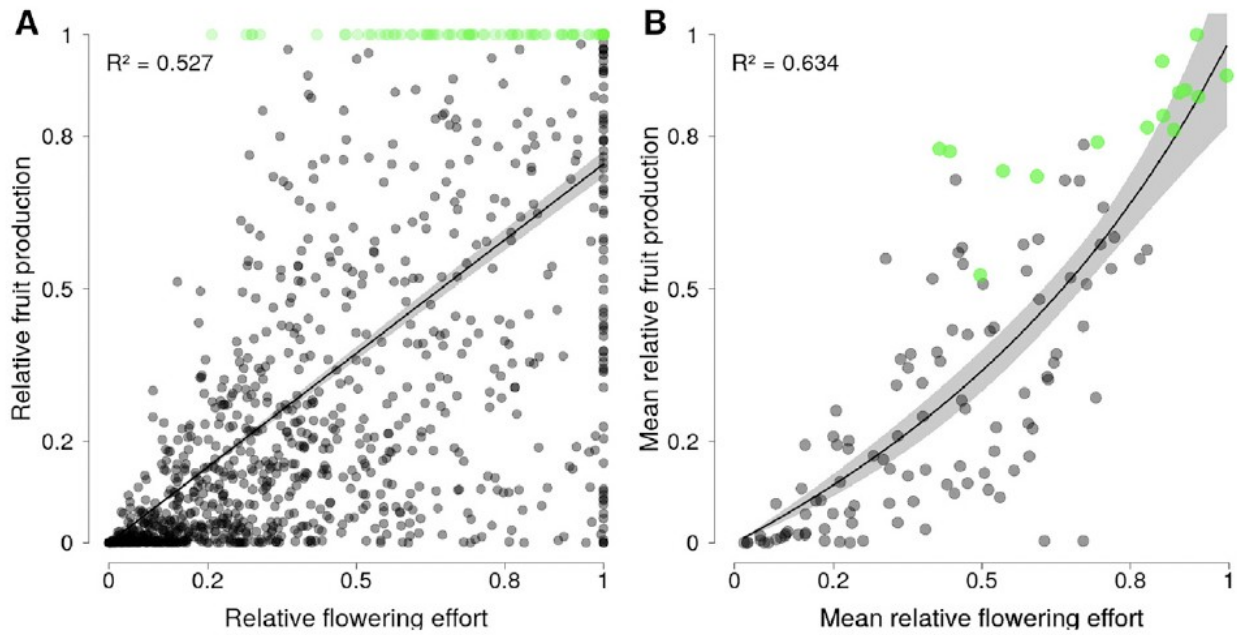 A
R² = 0.527
Relative fruit production
1
0.8
0.5
0.2
0
0 0.2 0.5 0.8 1
Relative flowering effort
B
R² = 0.634
Mean relative fruit production
1
0.8
0.5
0.2
0
0 0.2 0.5 0.8 1
Mean relative flowering effort